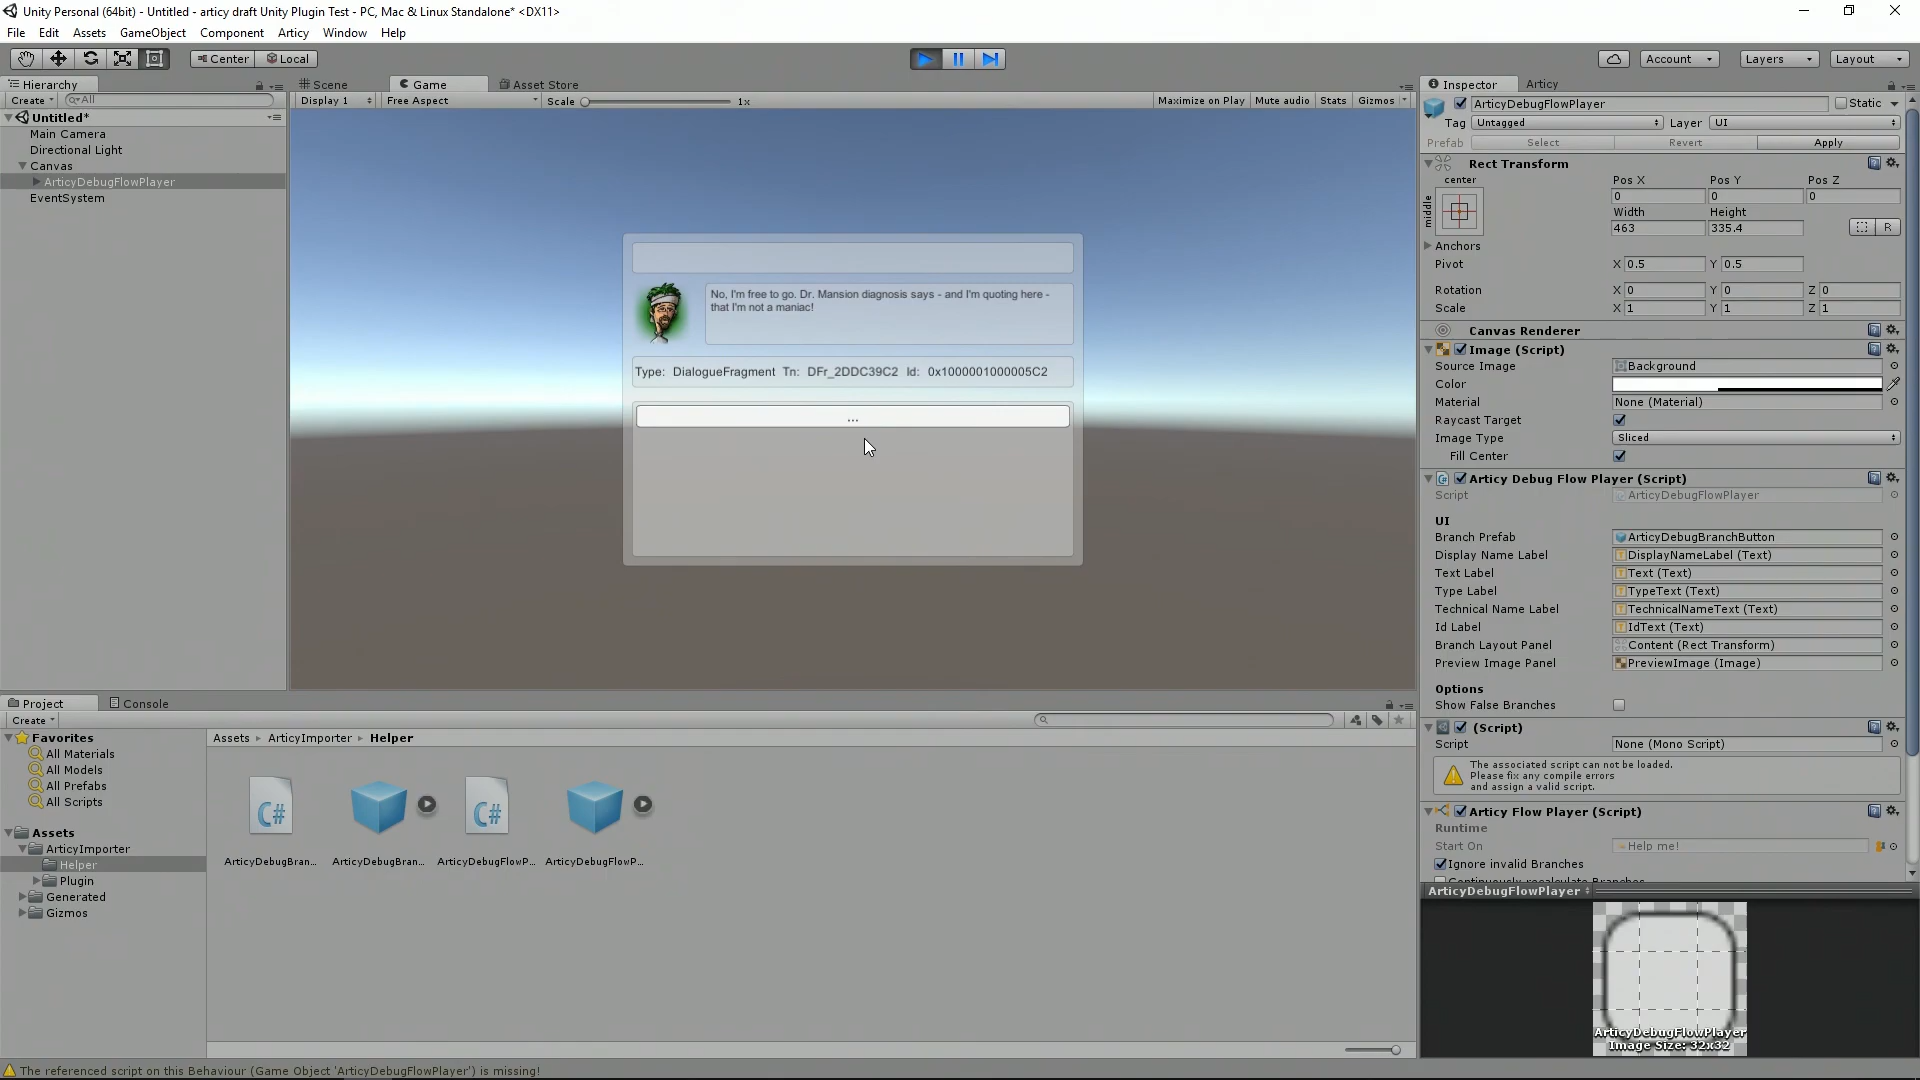 Unity Personal (64bit) - Untitled - articy draft Unity Plugin Test - PC, Mac & Linux Standalone* <DX11>
File Edit Assets GameObject Component Articy Window Help
Center Local
Account Layers Layout
Hierarchy
Create All
Untitled*
Main Camera
Directional Light
Canvas
ArticyDebugFlowPlayer
EventSystem
Scene Game Asset Store
Display 1 Free Aspect Scale 1x Maximize on Play Mute audio Stats Gizmos
No, I'm free to go. Dr. Mansion diagnosis says - and I'm quoting here -
that I'm not a maniac!
Type: DialogueFragment Tn: DFr_2DDC39C2 Id: 0x1000001000005C2
...
Inspector Articy
ArticyDebugFlowPlayer Static
Tag Untagged Layer UI
Prefab Select Revert Apply
Rect Transform
center Pos X Pos Y Pos Z
middle
0 0 0
Width Height
463 335.4
R
Anchors
Pivot X 0.5 Y 0.5
Rotation X 0 Y 0 Z 0
Scale X 1 Y 1 Z 1
Canvas Renderer
Image (Script)
Source Image Background
Color
Material None (Material)
Raycast Target
Image Type Sliced
Fill Center
Articy Debug Flow Player (Script)
Script ArticyDebugFlowPlayer
UI
Branch Prefab ArticyDebugBranchButton
Display Name Label DisplayNameLabel (Text)
Text Label Text (Text)
Type Label TypeText (Text)
Technical Name Label TechnicalNameText (Text)
Id Label IdText (Text)
Branch Layout Panel Content (Rect Transform)
Preview Image Panel PreviewImage (Image)
Options
Show False Branches
(Script)
Script None (Mono Script)
The associated script can not be loaded.
Please fix any compile errors
and assign a valid script.
Articy Flow Player (Script)
Runtime
Start On Help me!
Ignore invalid Branches
Continuously recalculate Branches
ArticyDebugFlowPlayer
ArticyDebugFlowPlayer
Image Size: 32x32
Project Console
Create
Favorites
All Materials
All Models
All Prefabs
All Scripts
Assets
ArticyImporter
Helper
Plugin
Generated
Gizmos
Assets ArticyImporter Helper
C# C#
ArticyDebugBran... ArticyDebugBran... ArticyDebugFlowP... ArticyDebugFlowP...
The referenced script on this Behaviour (Game Object 'ArticyDebugFlowPlayer') is missing!